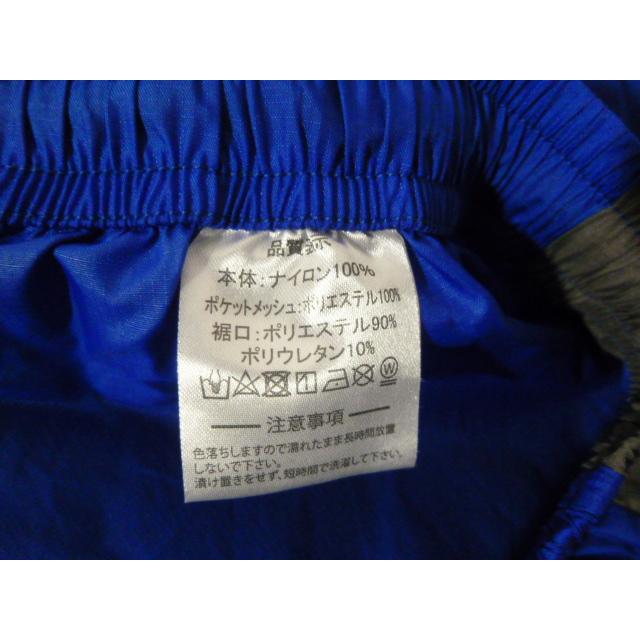 品質表示
本体:ナイロン100%
ポケットメッシュ:ポリエステル100%
裾口:ポリエステル90%
ポリウレタン10%
注意事項
色落ちしますので濡れたまま長時間放置
しないで下さい。
漬け置きをせず、短時間で洗濯して下さい。